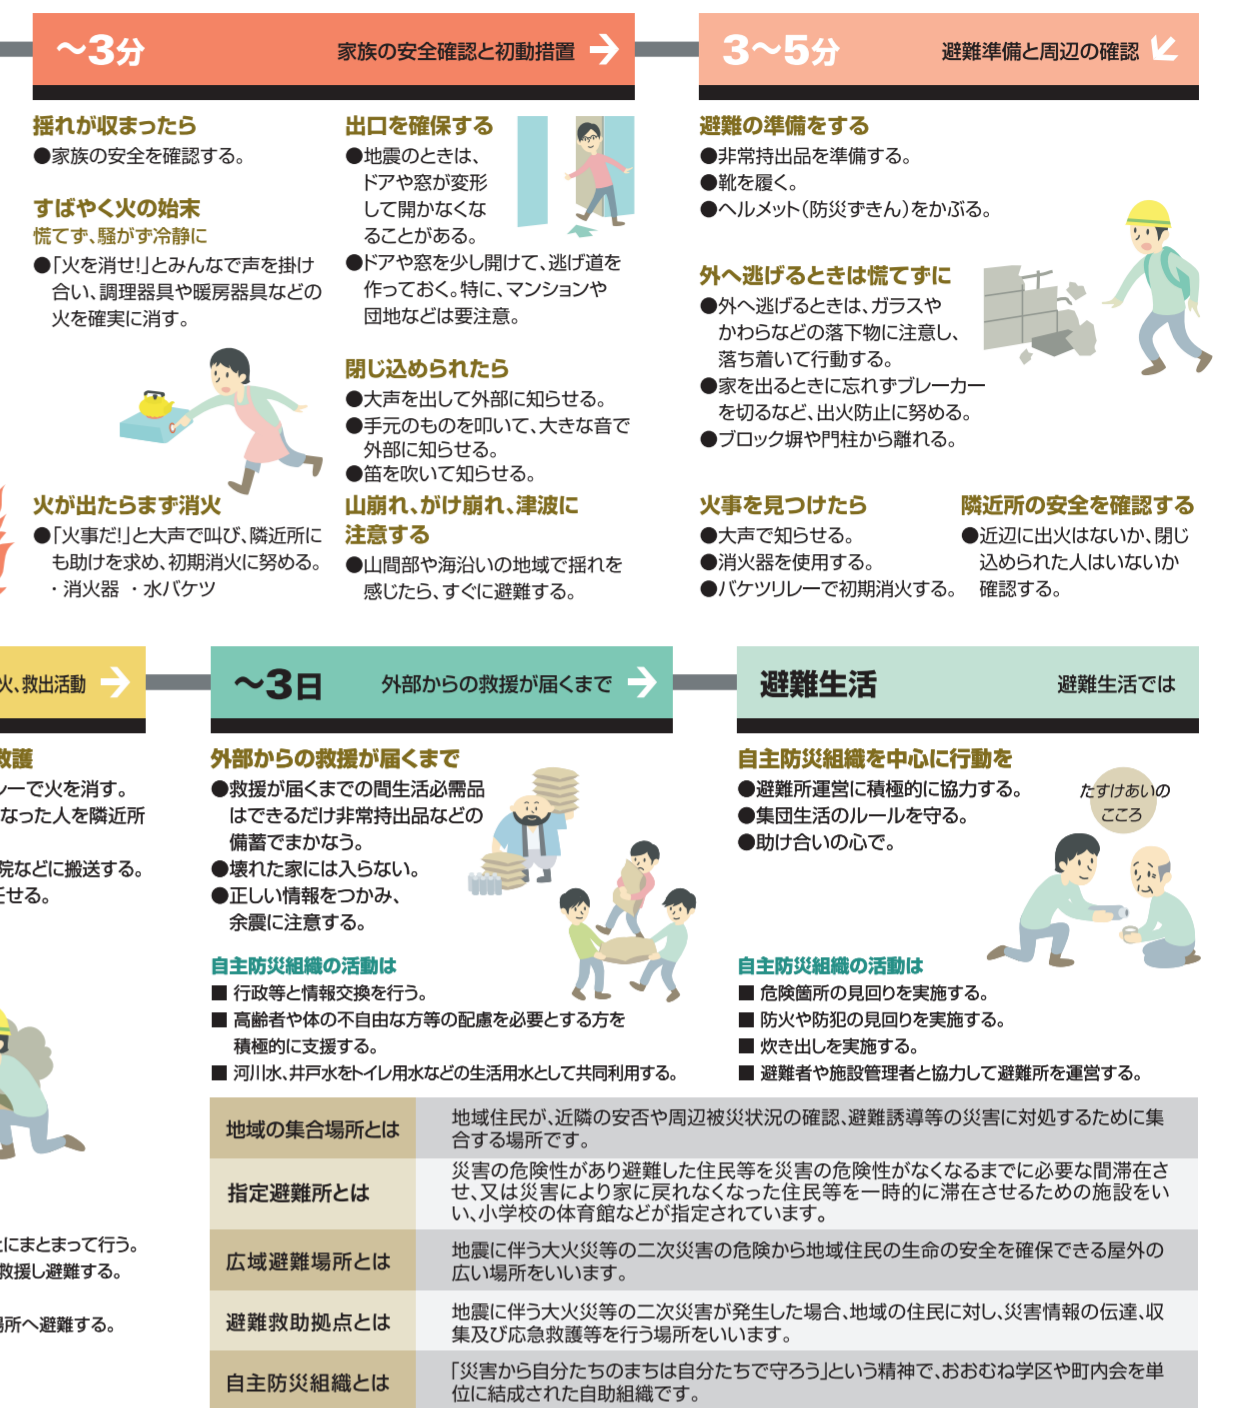 ～3分
家族の安全確認と初動措置
揺れが収まったら
●家族の安全を確認する。
すばやく火の始末
慌てず、騒がず冷静に
●「火を消せ!」とみんなで声を掛け
合い、調理器具や暖房器具などの
火を確実に消す。
火が出たらまず消火
●「火事だ!」と大声で叫び、隣近所に
も助けを求め、初期消火に努める。
・消火器 ・水バケツ
出口を確保する
●地震のときは、
ドアや窓が変形
して開かなくな
ることがある。
●ドアや窓を少し開けて、逃げ道を
作っておく。特に、マンションや
団地などは要注意。
閉じ込められたら
●大声を出して外部に知らせる。
●手元のものを叩いて、大きな音で
外部に知らせる。
●笛を吹いて知らせる。
山崩れ、がけ崩れ、津波に
注意する
●山間部や海沿いの地域で揺れを
感じたら、すぐに避難する。
3～5分
避難準備と周辺の確認
避難の準備をする
●非常持出品を準備する。
●靴を履く。
●ヘルメット(防災ずきん)をかぶる。
外へ逃げるときは慌てずに
●外へ逃げるときは、ガラスや
かわらなどの落下物に注意し、
落ち着いて行動する。
●家を出るときに忘れずブレーカー
を切るなど、出火防止に努める。
●ブロック塀や門柱から離れる。
火事を見つけたら
●大声で知らせる。
●消火器を使用する。
●バケツリレーで初期消火する。
隣近所の安全を確認する
●近辺に出火はないか、閉じ
込められた人はいないか
確認する。
火、救出活動
救護
レーで火を消す。
なった人を隣近所
院などに搬送する。
せる。
にまとまって行う。
救援し避難する。
場所へ避難する。
～3日
外部からの救援が届くまで
外部からの救援が届くまで
●救援が届くまでの間生活必需品
はできるだけ非常持出品などの
備蓄でまかなう。
●壊れた家には入らない。
●正しい情報をつかみ、
余震に注意する。
自主防災組織の活動は
■ 行政等と情報交換を行う。
■ 高齢者や体の不自由な方等の配慮を必要とする方を
積極的に支援する。
■ 河川水、井戸水をトイレ用水などの生活用水として共同利用する。
避難生活
避難生活では
自主防災組織を中心に行動を
●避難所運営に積極的に協力する。
●集団生活のルールを守る。
●助け合いの心で。
たすけあいの
こころ
自主防災組織の活動は
■ 危険箇所の見回りを実施する。
■ 防火や防犯の見回りを実施する。
■ 炊き出しを実施する。
■ 避難者や施設管理者と協力して避難所を運営する。
地域の集合場所とは
地域住民が、近隣の安否や周辺被災状況の確認、避難誘導等の災害に対処するために集
合する場所です。
指定避難所とは
災害の危険性があり避難した住民等を災害の危険性がなくなるまでに必要な間滞在さ
せ、又は災害により家に戻れなくなった住民等を一時的に滞在させるための施設をい
い、小学校の体育館などが指定されています。
広域避難場所とは
地震に伴う大火災等の二次災害の危険から地域住民の生命の安全を確保できる屋外の
広い場所をいいます。
避難救助拠点とは
地震に伴う大火災等の二次災害が発生した場合、地域の住民に対し、災害情報の伝達、収
集及び応急救護等を行う場所をいいます。
自主防災組織とは
「災害から自分たちのまちは自分たちで守ろう」という精神で、おおむね学区や町内会を単
位に結成された自助組織です。